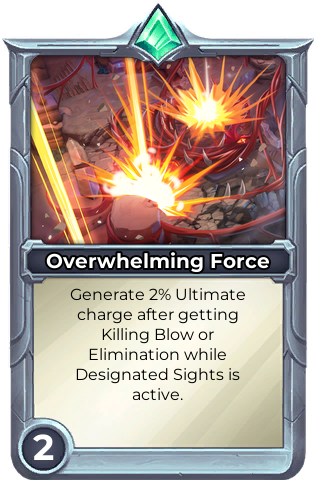 Overwhelming Force
Generate 2% Ultimate
charge after getting
Killing Blow or
Elimination while
Designated Sights is
active.
2